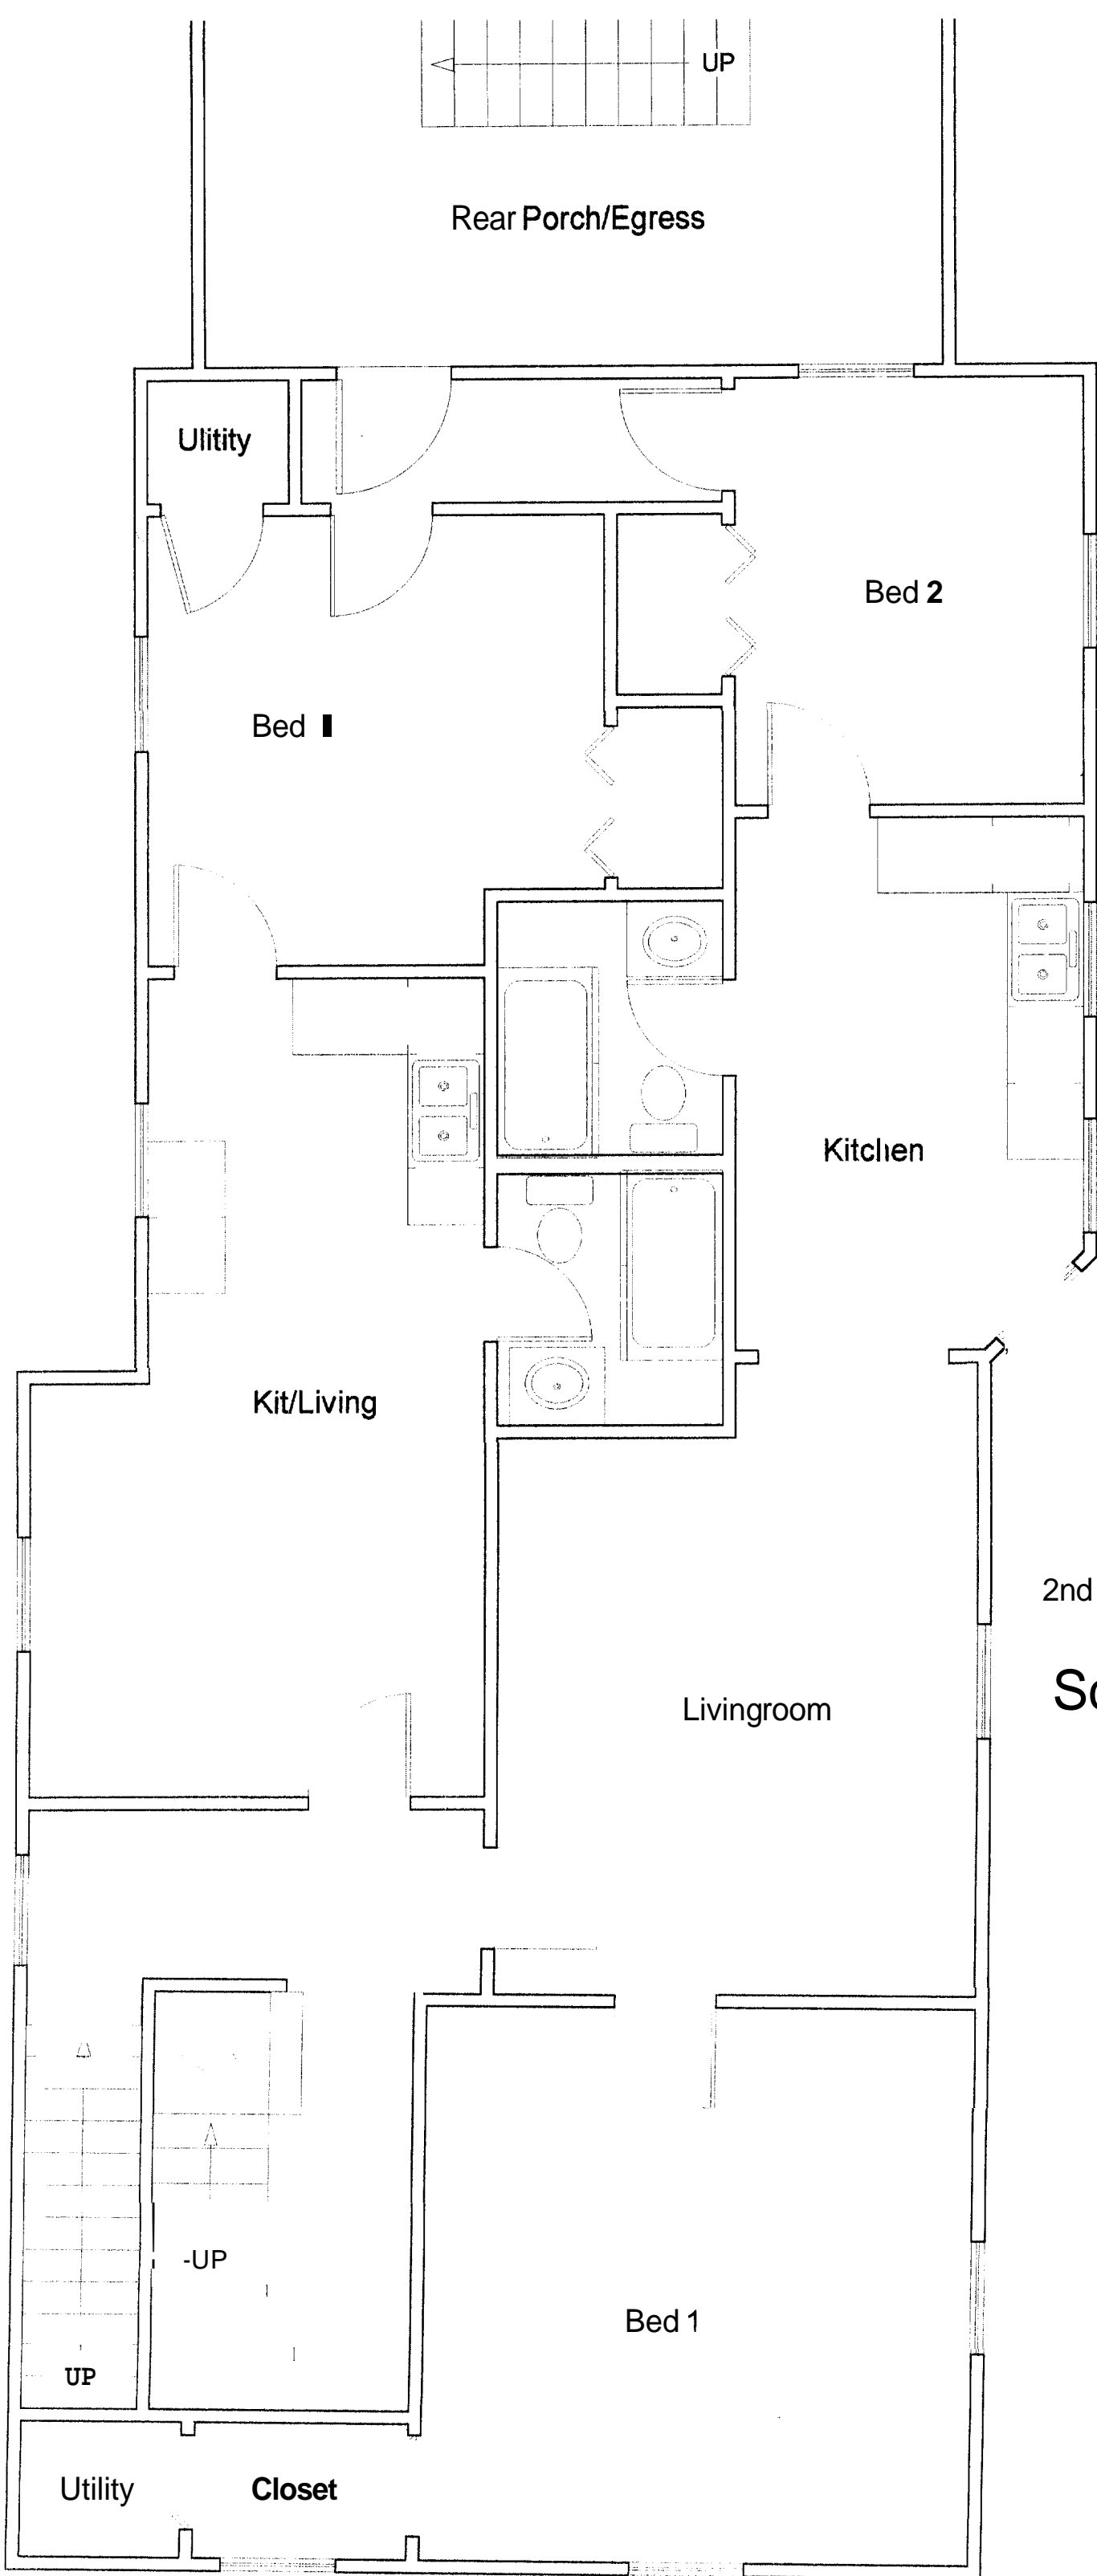 UP
Rear Porch/Egress
Ulitity
Bed 2
Bed
Kitchen
Kit/Living
2nd
Livingroom
-UP
Bed 1
UP
Utility
Closet